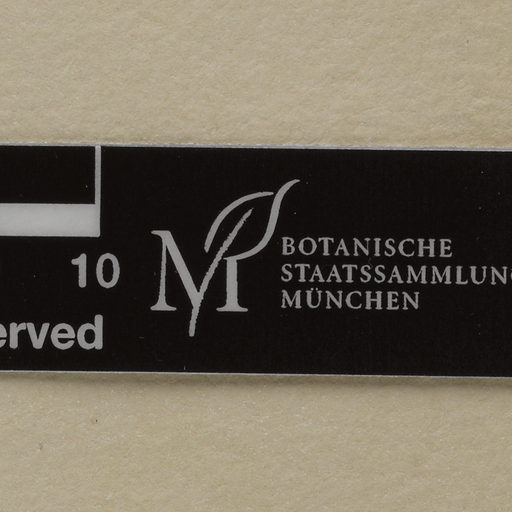 10
erved
M
BOTANISCHE
STAATSSAMMLUNG
MÜNCHEN